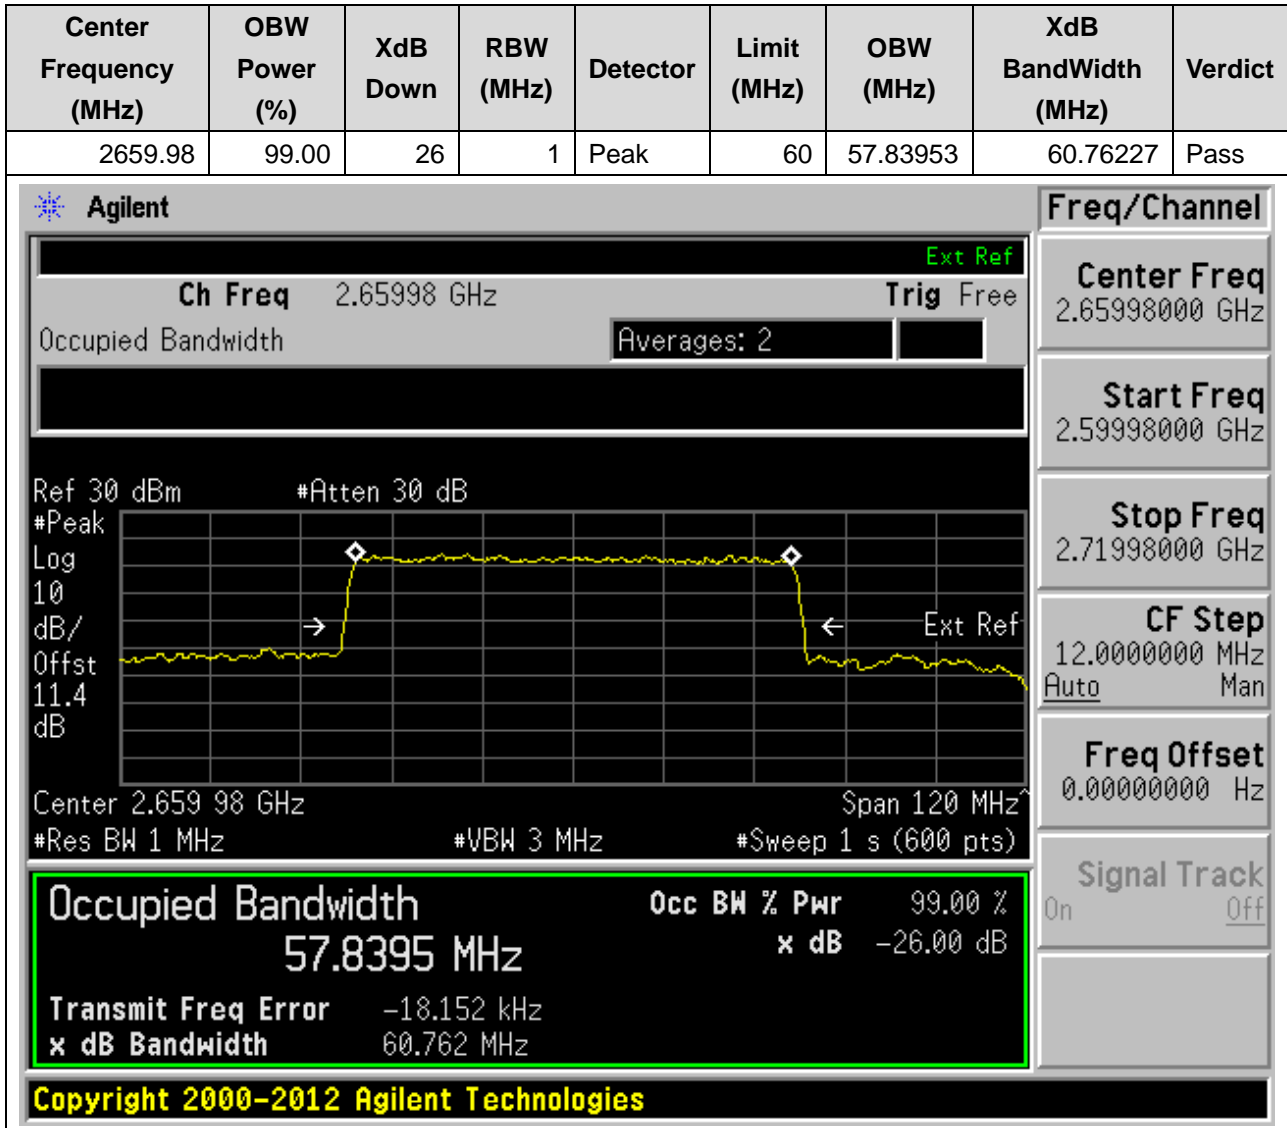 Center Frequency (MHz) OBW Power (%) XdB Down RBW (MHz) Detector Limit (MHz) OBW (MHz) XdB BandWidth (MHz) Verdict
2659.98 99.00 26 1 Peak 60 57.83953 60.76227 Pass
Agilent
Freq/Channel
Ext Ref
Ch Freq 2.65998 GHz Trig Free
Occupied Bandwidth Averages: 2
Center Freq
2.65998000 GHz
Start Freq
2.59998000 GHz
Stop Freq
2.71998000 GHz
CF Step
12.0000000 MHz
Auto Man
Freq Offset
0.00000000 Hz
Signal Track
On Off
Ref 30 dBm #Atten 30 dB
#Peak
Log
10
dB/
Offst
11.4
dB
Ext Ref
Center 2.659 98 GHz Span 120 MHz^
#Res BW 1 MHz #VBW 3 MHz #Sweep 1 s (600 pts)
Occupied Bandwidth Occ BW % Pwr 99.00 %
57.8395 MHz x dB -26.00 dB
Transmit Freq Error -18.152 kHz
x dB Bandwidth 60.762 MHz
Copyright 2000-2012 Agilent Technologies